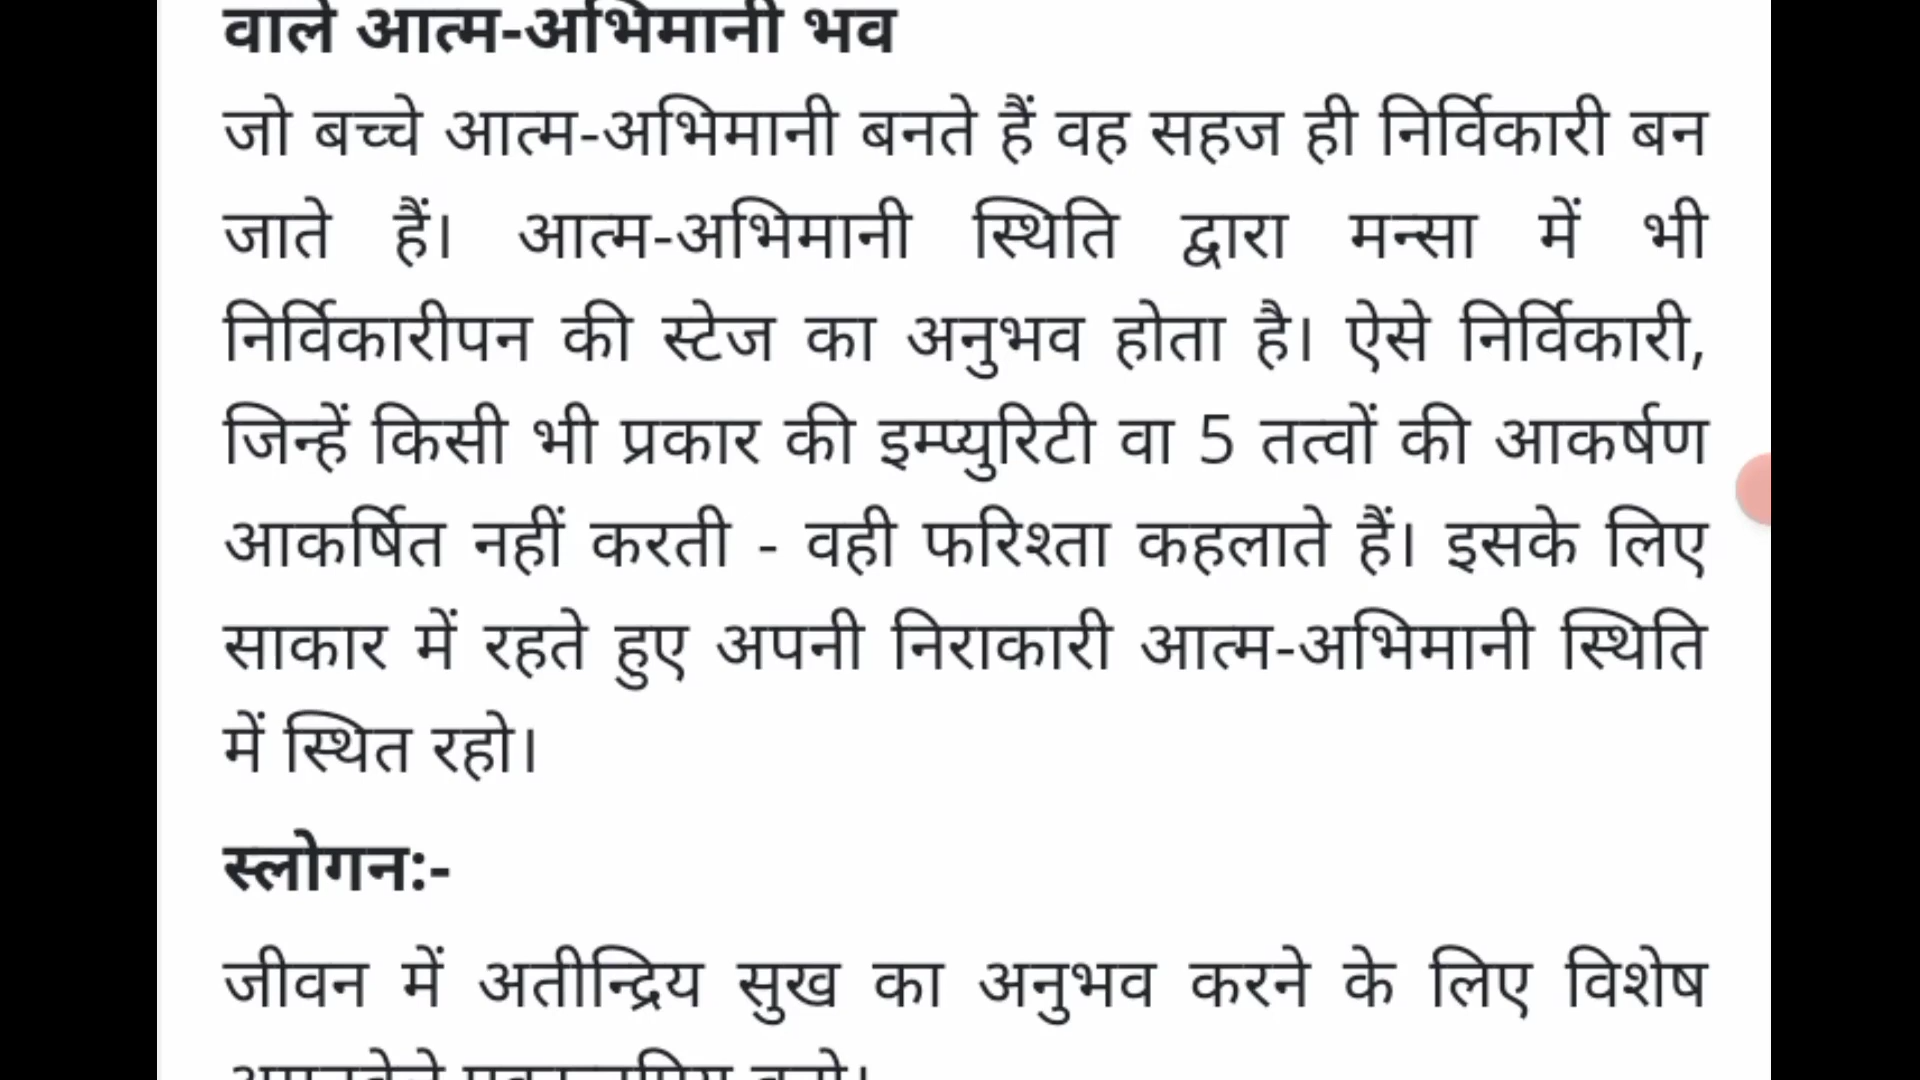 वाले आत्म-अभिमानी भव
जो बच्चे आत्म-अभिमानी बनते हैं वह सहज ही निर्विकारी बन
जाते हैं। आत्म-अभिमानी स्थिति द्वारा मन्सा में भी
निर्विकारीपन की स्टेज का अनुभव होता है। ऐसे निर्विकारी,
जिन्हें किसी भी प्रकार की इम्प्युरिटी वा 5 तत्वों की आकर्षण
आकर्षित नहीं करती - वही फरिश्ता कहलाते हैं। इसके लिए
साकार में रहते हुए अपनी निराकारी आत्म-अभिमानी स्थिति
में स्थित रहो।
स्लोगन:-
जीवन में अतीन्द्रिय सुख का अनुभव करने के लिए विशेष